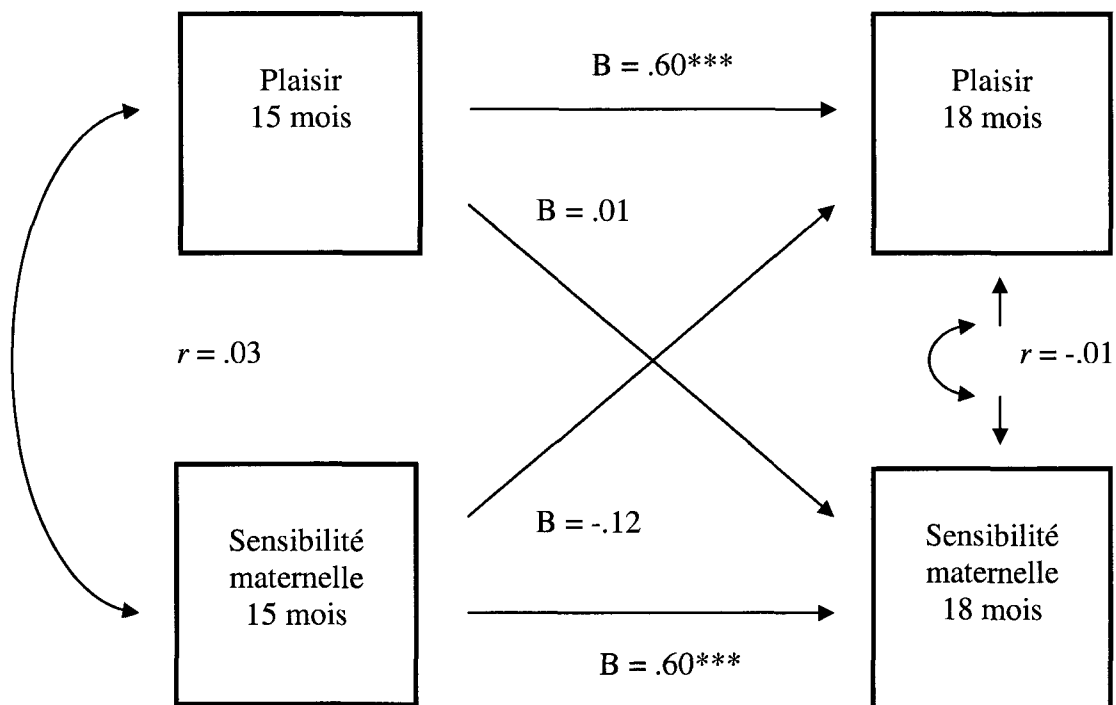 Plaisir
15 mois
B = .60***
Plaisir
18 mois
B = .01
r = .03
r = -.01
B = -.12
Sensibilité
maternelle
15 mois
Sensibilité
maternelle
18 mois
B = .60***